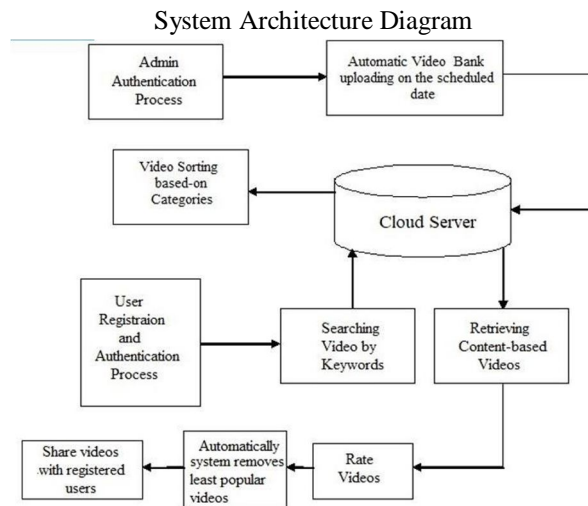 System Architecture Diagram
Admin
Authentication
Process
Automatic Video Bank
uploading on the scheduled
date
Video Sorting
based-on
Categories
Cloud Server
User
Registraion
and
Authentication
Process
Searching
Video by
Keywords
Retrieving
Content-based
Videos
Share videos
with registered
users
Automatically
system removes
least popular
videos
Rate
Videos